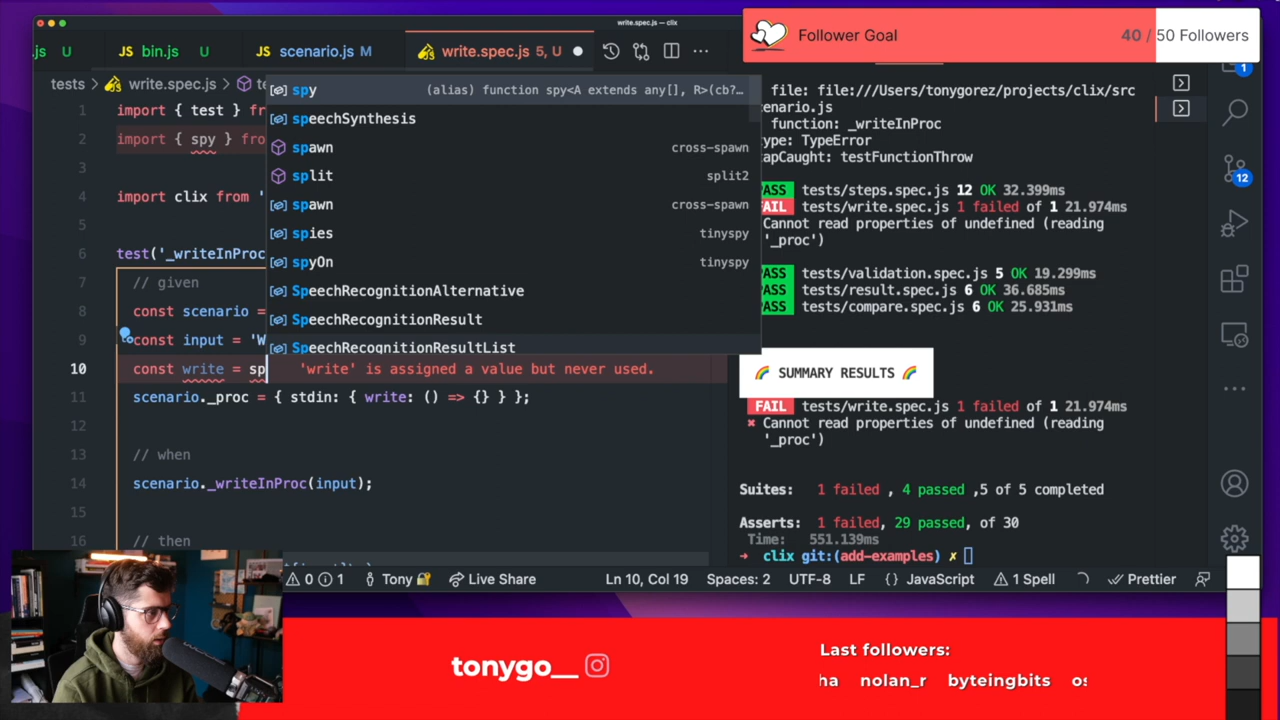 write.spec.js — clix
.js U
JS bin.js U
JS scenario.js M
write.spec.js 5, U
Follower Goal
40 / 50 Followers
tests > write.spec.js >
1 import { test }
2 import { spy }
3
4 import clix from '
5
6 test('_writeInProc
7 // given
8 const scenario =
9 const input = 'W
10 const write = sp
'write' is assigned a value but never used.
11 scenario._proc = { stdin: { write: () => {} } };
12
13 // when
14 scenario._writeInProc(input);
15
16 // then
spy (alias) function spy<A extends any[], R>(cb?…
speechSynthesis
spawn cross-spawn
split split2
spawn cross-spawn
spies tinyspy
spyOn tinyspy
SpeechRecognitionAlternative
SpeechRecognitionResult
SpeechRecognitionResultList
file: file:///Users/tonygorez/projects/clix/src
cenario.js
function: _writeInProc
type: TypeError
apCaught: testFunctionThrow
ASS tests/steps.spec.js 12 OK 32.399ms
AIL tests/write.spec.js 1 failed of 1 21.974ms
Cannot read properties of undefined (reading
'_proc')
ASS tests/validation.spec.js 5 OK 19.299ms
ASS tests/result.spec.js 6 OK 36.685ms
ASS tests/compare.spec.js 6 OK 25.931ms
🌈 SUMMARY RESULTS 🌈
FAIL tests/write.spec.js 1 failed of 1 21.974ms
✖ Cannot read properties of undefined (reading
'_proc')
Suites: 1 failed , 4 passed ,5 of 5 completed
Asserts: 1 failed, 29 passed, of 30
Time: 551.139ms
➜ clix git:(add-examples) ✗
1
12
0 1 Tony 🔐 Live Share
Ln 10, Col 19 Spaces: 2 UTF-8 LF {} JavaScript 1 Spell Prettier
tonygo__
Last followers:
ha nolan_r byteingbits os